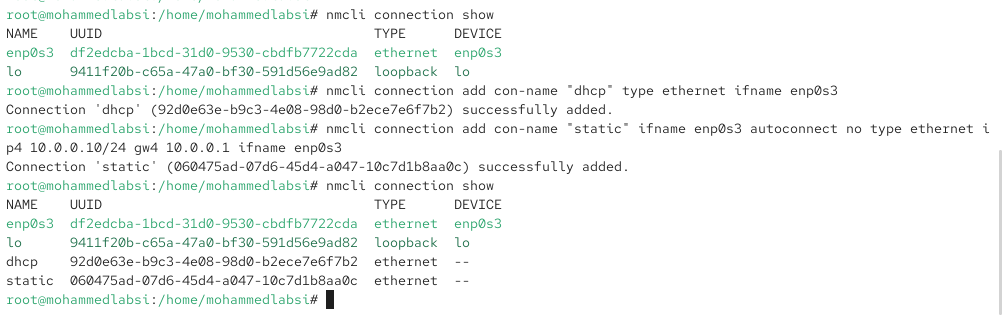 root@mohammedlabsi:/home/mohammedlabsi# nmcli connection show
NAME    UUID                                  TYPE      DEVICE
enp0s3  df2edcba-1bcd-31d0-9530-cbdfb7722cda  ethernet  enp0s3
lo      9411f20b-c65a-47a0-bf30-591d56e9ad82  loopback  lo
root@mohammedlabsi:/home/mohammedlabsi# nmcli connection add con-name "dhcp" type ethernet ifname enp0s3
Connection 'dhcp' (92d0e63e-b9c3-4e08-98d0-b2ece7e6f7b2) successfully added.
root@mohammedlabsi:/home/mohammedlabsi# nmcli connection add con-name "static" ifname enp0s3 autoconnect no type ethernet i
p4 10.0.0.10/24 gw4 10.0.0.1 ifname enp0s3
Connection 'static' (060475ad-07d6-45d4-a047-10c7d1b8aa0c) successfully added.
root@mohammedlabsi:/home/mohammedlabsi# nmcli connection show
NAME    UUID                                  TYPE      DEVICE
enp0s3  df2edcba-1bcd-31d0-9530-cbdfb7722cda  ethernet  enp0s3
lo      9411f20b-c65a-47a0-bf30-591d56e9ad82  loopback  lo
dhcp    92d0e63e-b9c3-4e08-98d0-b2ece7e6f7b2  ethernet  --
static  060475ad-07d6-45d4-a047-10c7d1b8aa0c  ethernet  --
root@mohammedlabsi:/home/mohammedlabsi#